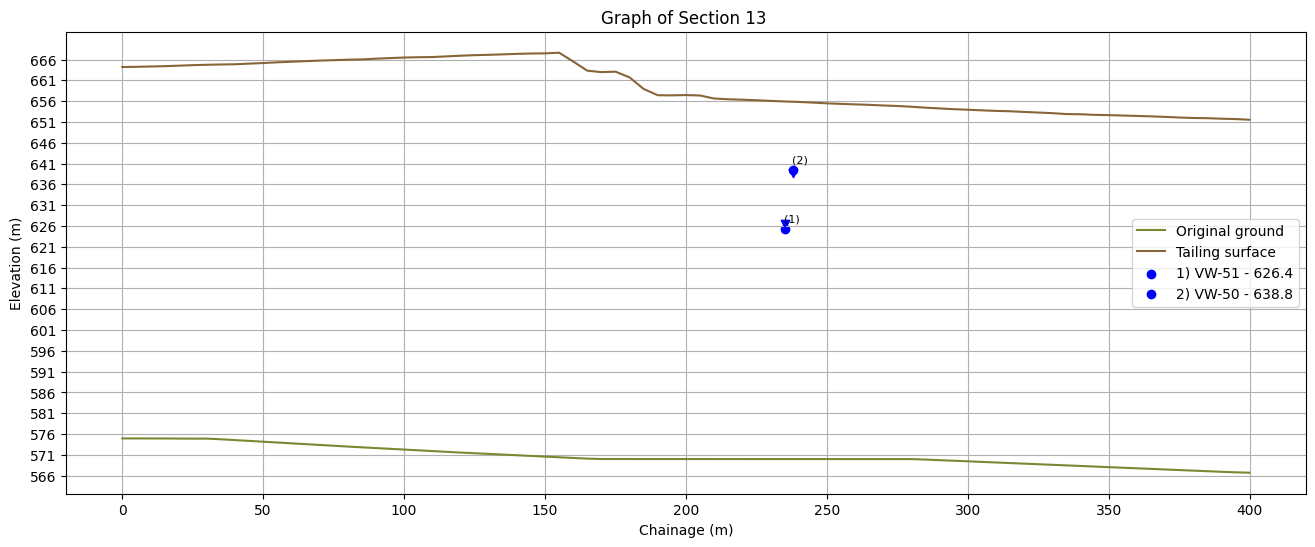 Graph of Section 13
Elevation (m)
666
661
656
651
646
641
636
631
626
621
616
611
606
601
596
591
586
581
576
571
566
(2)
(1)
Original ground
Tailing surface
1) VW-51 - 626.4
2) VW-50 - 638.8
0 50 100 150 200 250 300 350 400
Chainage (m)